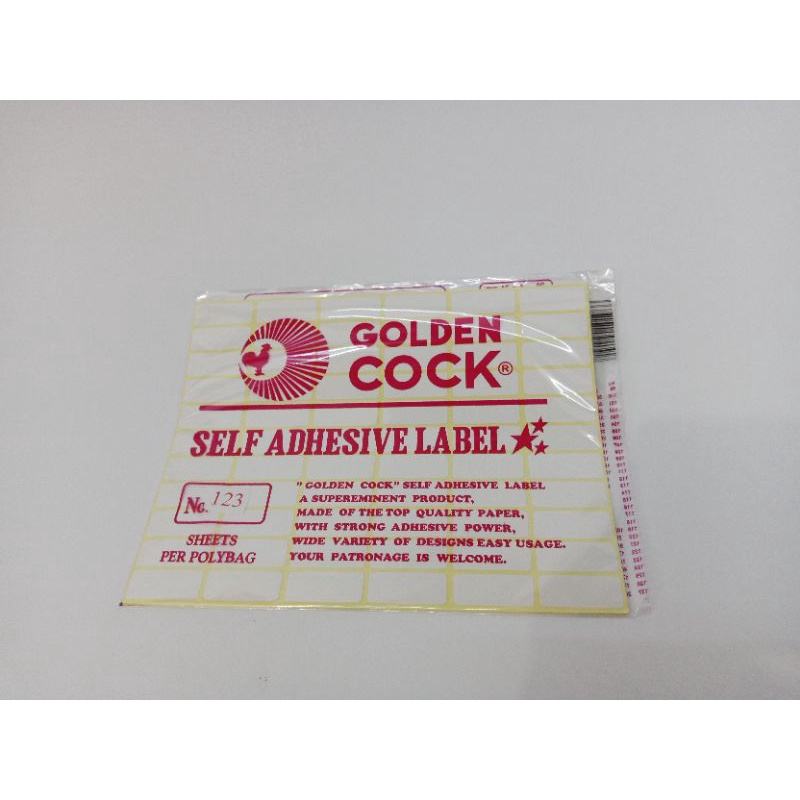 GOLDEN
COCK®
SELF ADHESIVE LABEL
No. 123
SHEETS
PER POLYBAG
"GOLDEN COCK" SELF ADHESIVE LABEL
A SUPEREMINENT PRODUCT,
MADE OF THE TOP QUALITY PAPER,
WITH STRONG ADHESIVE POWER,
WIDE VARIETY OF DESIGNS EASY USAGE.
YOUR PATRONAGE IS WELCOME.